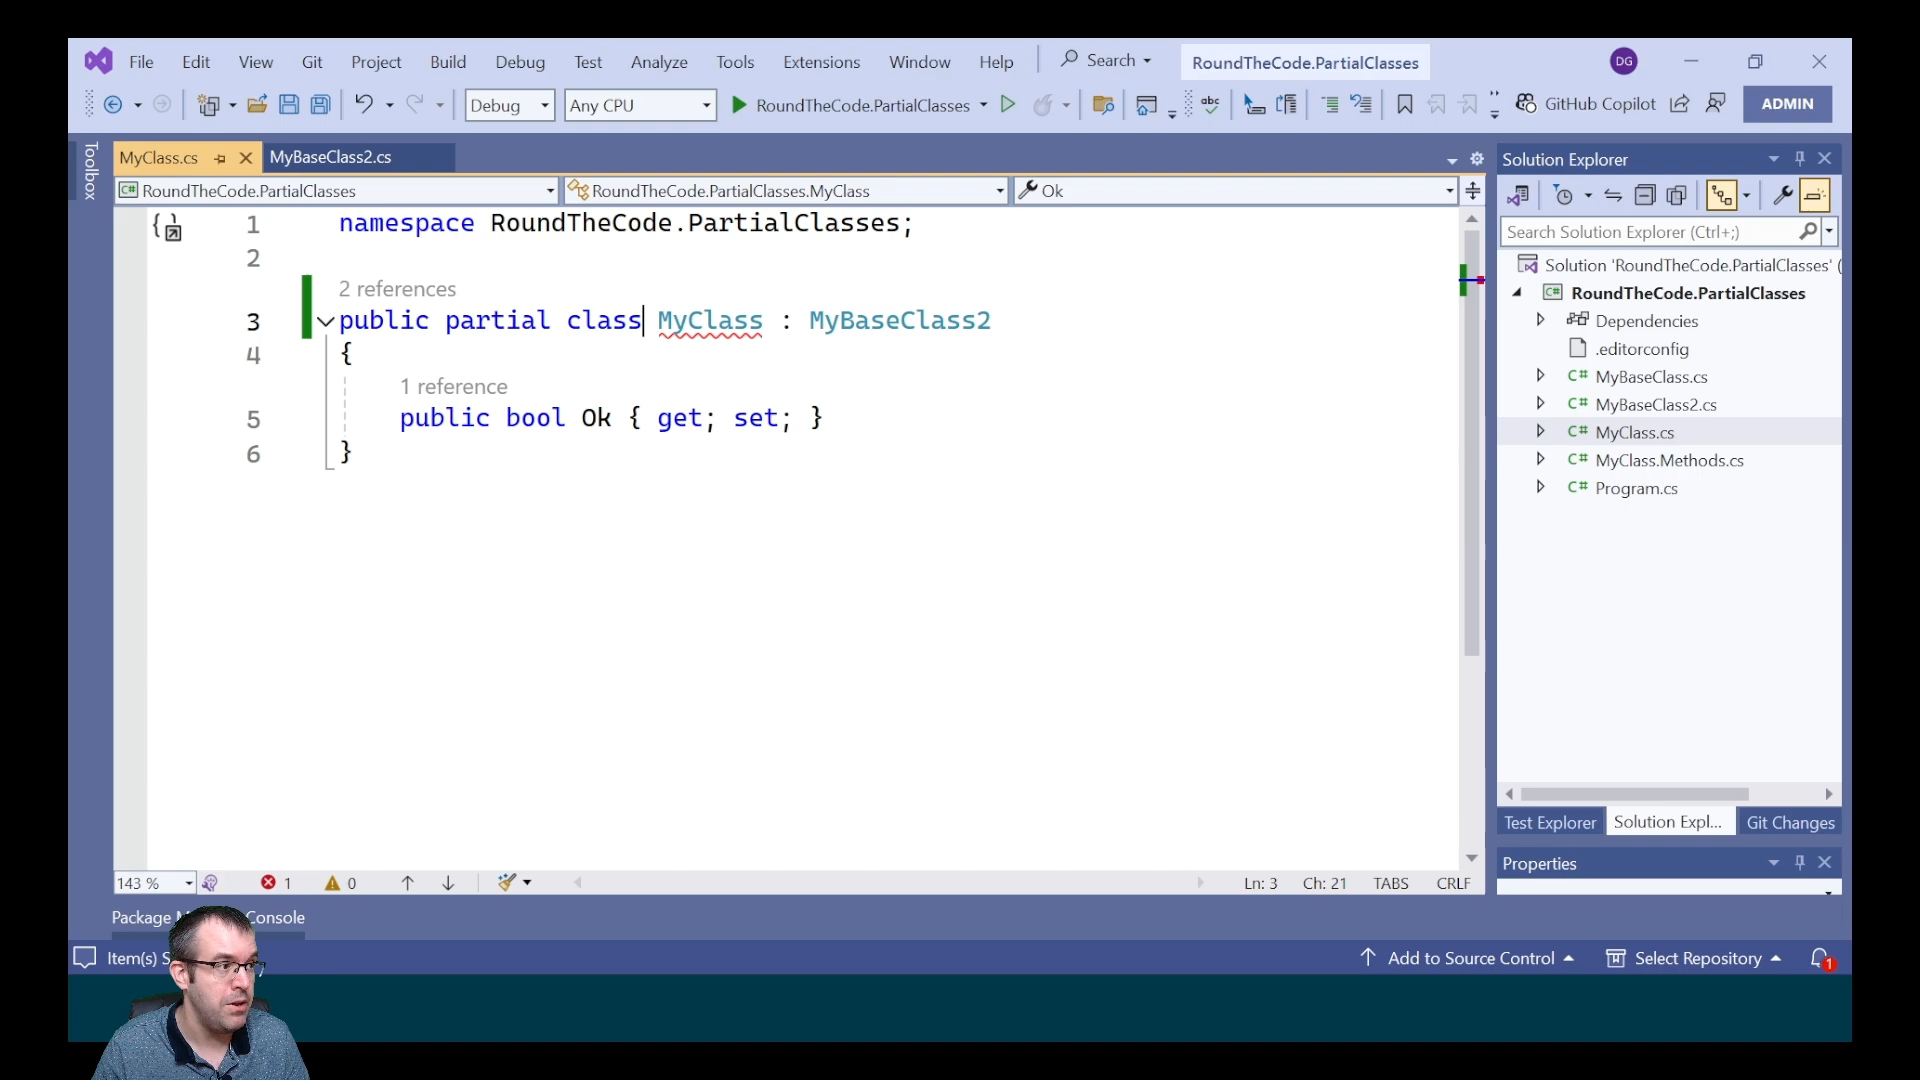 File Edit View Git Project Build Debug Test Analyze Tools Extensions Window Help Search RoundTheCode.PartialClasses DG
Debug Any CPU RoundTheCode.PartialClasses abc GitHub Copilot ADMIN
Toolbox
MyClass.cs MyBaseClass2.cs
RoundTheCode.PartialClasses RoundTheCode.PartialClasses.MyClass Ok
1 namespace RoundTheCode.PartialClasses;
2
2 references
3 public partial class MyClass : MyBaseClass2
4 {
1 reference
5 public bool Ok { get; set; }
6 }
143 % 1 0 Ln: 3 Ch: 21 TABS CRLF
Solution Explorer
Search Solution Explorer (Ctrl+;)
Solution 'RoundTheCode.PartialClasses' (
C# RoundTheCode.PartialClasses
Dependencies
.editorconfig
C# MyBaseClass.cs
C# MyBaseClass2.cs
C# MyClass.cs
C# MyClass.Methods.cs
C# Program.cs
Test Explorer Solution Expl... Git Changes
Properties
Package M Console
Item(s) S Add to Source Control Select Repository 1